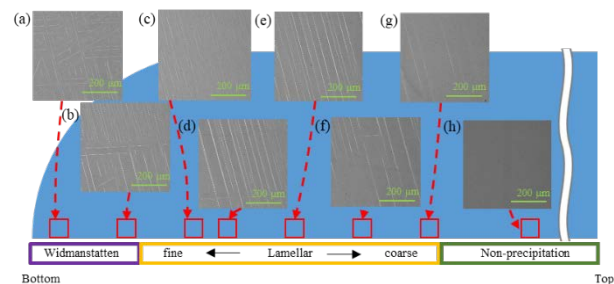 (a)
(c)
(e)
(g)
200 μm
200 μm
200 μm
200 μm
(b)
(d)
(f)
(h)
200 μm
200 μm
200 μm
200 μm
Widmanstatten
fine
Lamellar
coarse
Non-precipitation
Bottom
Top